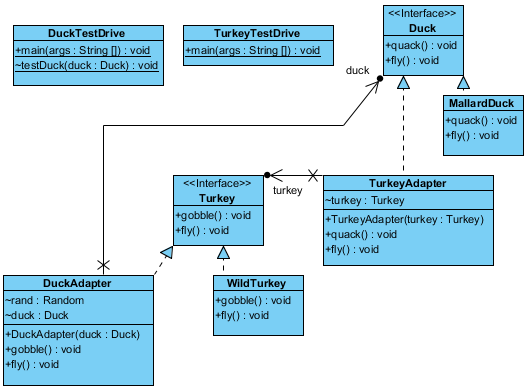 DuckTestDrive
+main(args : String []) : void
~testDuck(duck : Duck) : void
TurkeyTestDrive
+main(args : String []) : void
<<Interface>>
Duck
+quack() : void
+fly() : void
duck
MallardDuck
+quack() : void
+fly() : void
<<Interface>>
Turkey
+gobble() : void
+fly() : void
turkey
TurkeyAdapter
~turkey : Turkey
+TurkeyAdapter(turkey : Turkey)
+quack() : void
+fly() : void
DuckAdapter
~rand : Random
~duck : Duck
+DuckAdapter(duck : Duck)
+gobble() : void
+fly() : void
WildTurkey
+gobble() : void
+fly() : void